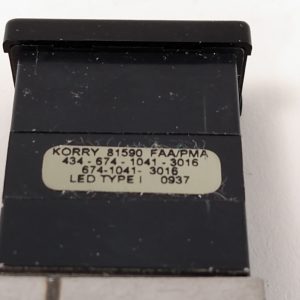 KORRY 81590 FAA/PMA
434 - 674 - 1041 - 3016
674-1041- 3016
LED TYPE I 0937